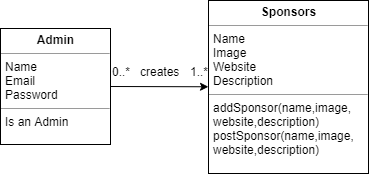 Admin
Name
Email
Password
Is an Admin
0..* creates 1..*
Sponsors
Name
Image
Website
Description
addSponsor(name,image,
website,description)
postSponsor(name,image,
website,description)